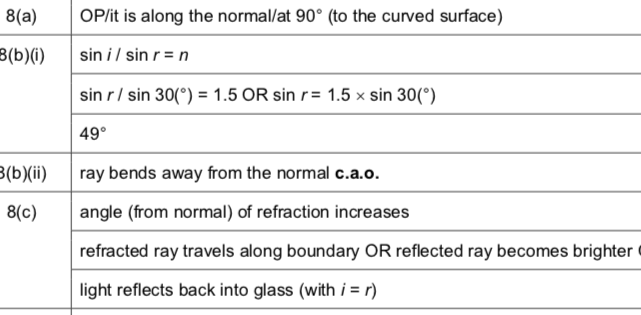 8(a) OP/it is along the normal/at 90° (to the curved surface)
8(b)(i) sin i / sin r = n
sin r / sin 30(°) = 1.5 OR sin r = 1.5 × sin 30(°)
49°
8(b)(ii) ray bends away from the normal c.a.o.
8(c) angle (from normal) of refraction increases
refracted ray travels along boundary OR reflected ray becomes brighter
light reflects back into glass (with i = r)